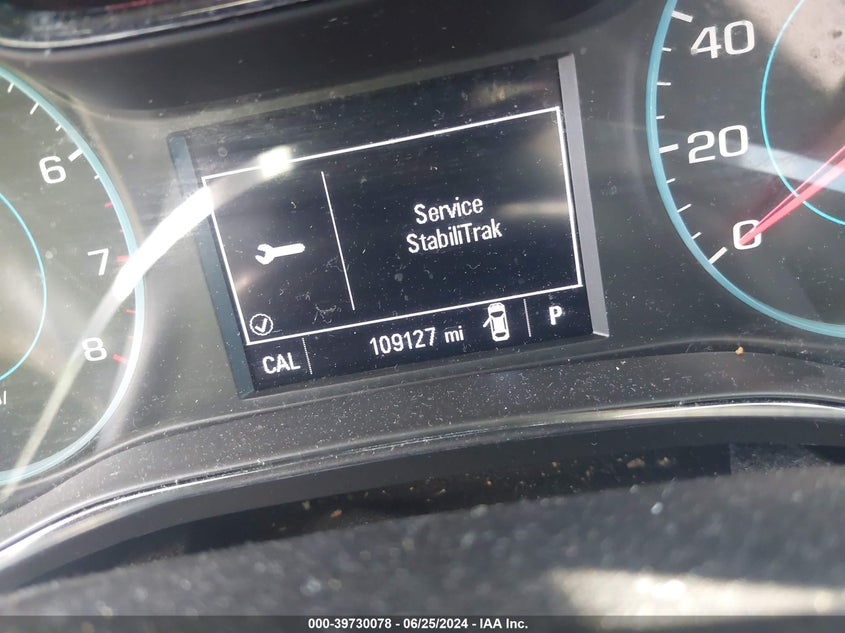 40
20
0
6
7
8
Service
StabiliTrak
CAL
109127 mi
P
000-39730078 - 06/25/2024 - IAA Inc.